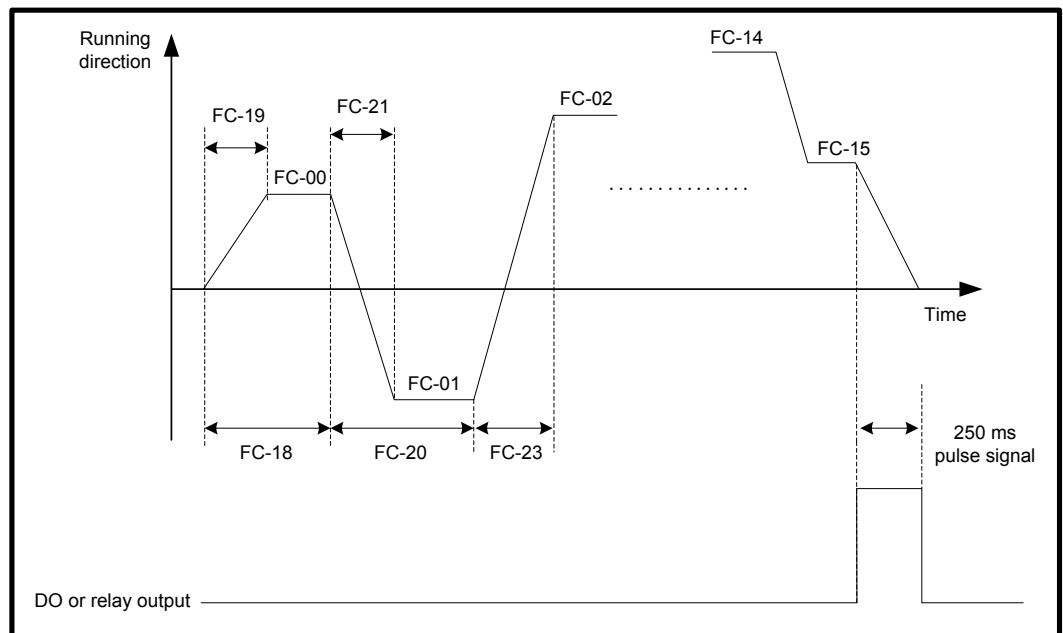 Running
direction
FC-14
FC-21
FC-02
FC-19
FC-15
FC-00
Time
FC-01
FC-18
FC-20
FC-23
250 ms
pulse signal
DO or relay output